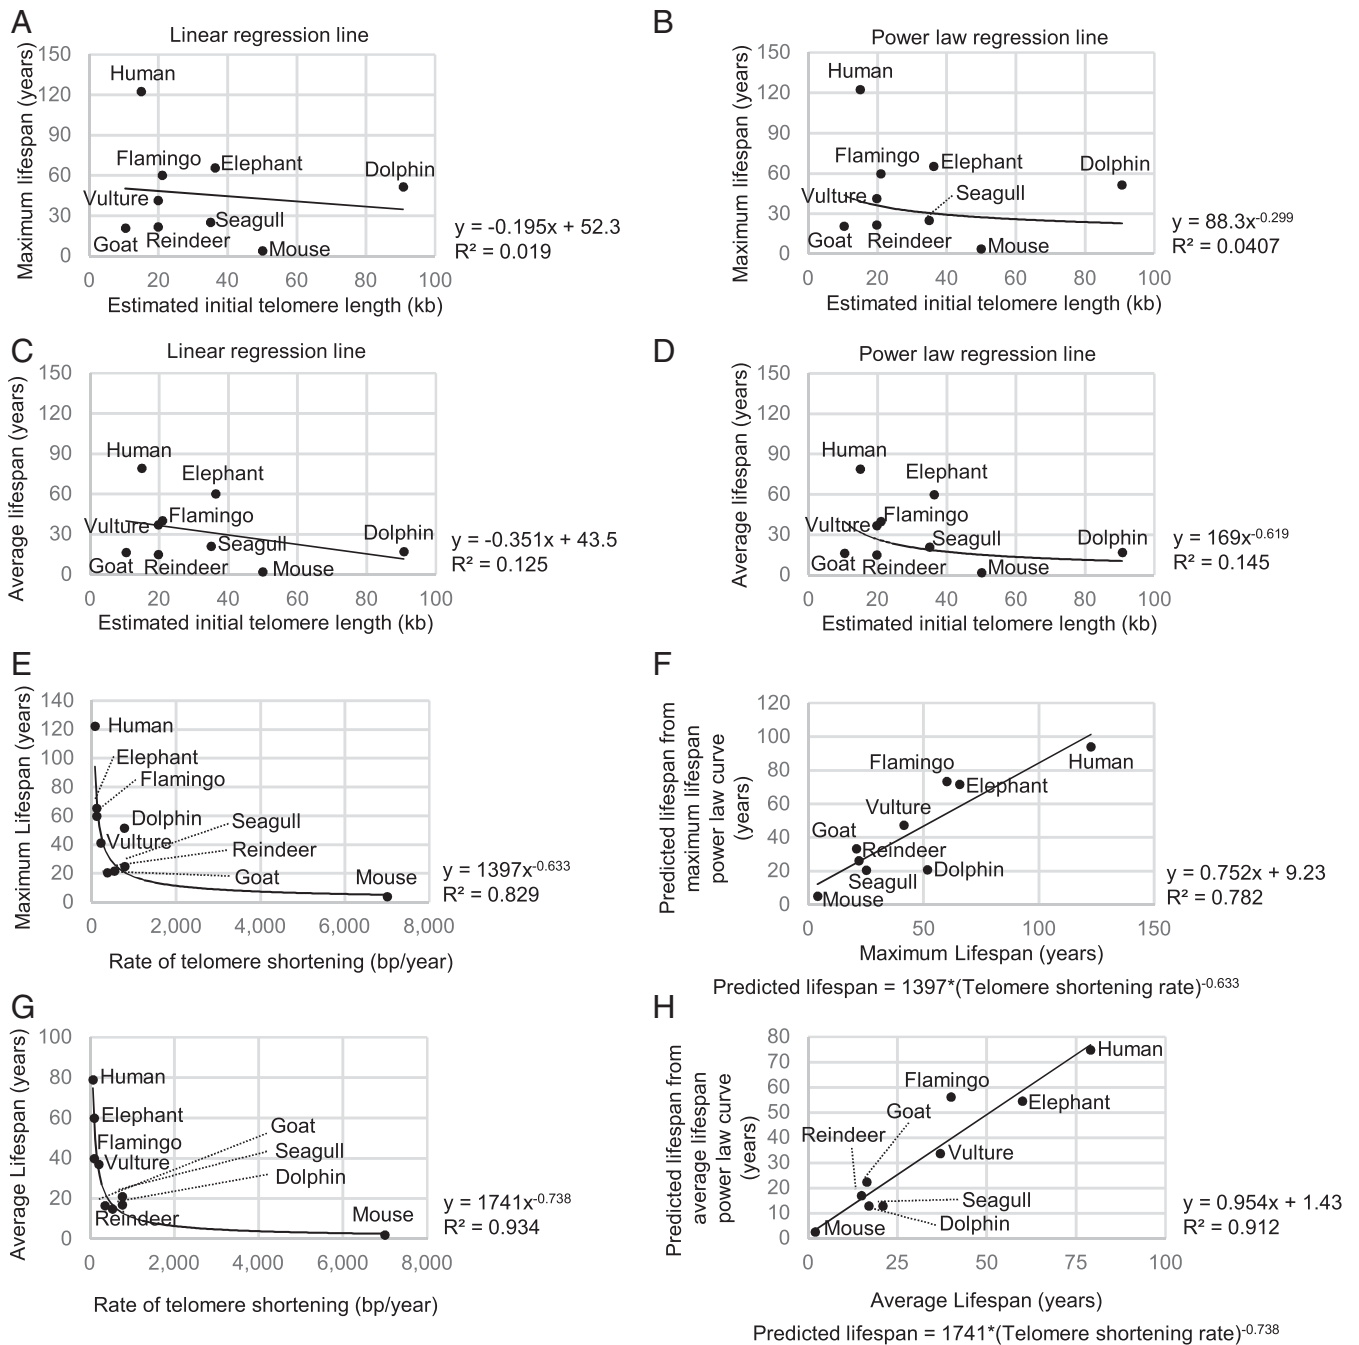 A
Linear regression line
Maximum lifespan (years)
150
120
90
60
30
0
Human
Flamingo
Elephant
Dolphin
Vulture
Seagull
Goat
Reindeer
Mouse
0 20 40 60 80 100
Estimated initial telomere length (kb)
y = -0.195x + 52.3
R² = 0.019
B
Power law regression line
Maximum lifespan (years)
150
120
90
60
30
0
Human
Flamingo
Elephant
Dolphin
Vulture
Seagull
Goat
Reindeer
Mouse
0 20 40 60 80 100
Estimated initial telomere length (kb)
y = 88.3x^-0.299
R² = 0.0407
C
Linear regression line
Average lifespan (years)
150
120
90
60
30
0
Human
Elephant
Vulture
Flamingo
Seagull
Dolphin
Goat
Reindeer
Mouse
0 20 40 60 80 100
Estimated initial telomere length (kb)
y = -0.351x + 43.5
R² = 0.125
D
Power law regression line
Average lifespan (years)
150
120
90
60
30
0
Human
Elephant
Vulture
Flamingo
Seagull
Dolphin
Goat
Reindeer
Mouse
0 20 40 60 80 100
Estimated initial telomere length (kb)
y = 169x^-0.619
R² = 0.145
E
Maximum Lifespan (years)
140
120
100
80
60
40
20
0
Human
Elephant
Flamingo
Dolphin
Seagull
Vulture
Reindeer
Goat
Mouse
0 2,000 4,000 6,000 8,000
Rate of telomere shortening (bp/year)
y = 1397x^-0.633
R² = 0.829
F
Predicted lifespan from
maximum lifespan
power law curve
(years)
120
100
80
60
40
20
0
Flamingo
Human
Elephant
Vulture
Goat
Reindeer
Dolphin
Seagull
Mouse
0 50 100 150
Maximum Lifespan (years)
y = 0.752x + 9.23
R² = 0.782
Predicted lifespan = 1397*(Telomere shortening rate)^-0.633
G
Average Lifespan (years)
100
80
60
40
20
0
Human
Elephant
Flamingo
Vulture
Goat
Seagull
Dolphin
Reindeer
Mouse
0 2,000 4,000 6,000 8,000
Rate of telomere shortening (bp/year)
y = 1741x^-0.738
R² = 0.934
H
Predicted lifespan from
average lifespan
power law curve
(years)
80
70
60
50
40
30
20
10
0
Human
Flamingo
Elephant
Goat
Reindeer
Vulture
Seagull
Dolphin
Mouse
0 25 50 75 100
Average Lifespan (years)
y = 0.954x + 1.43
R² = 0.912
Predicted lifespan = 1741*(Telomere shortening rate)^-0.738